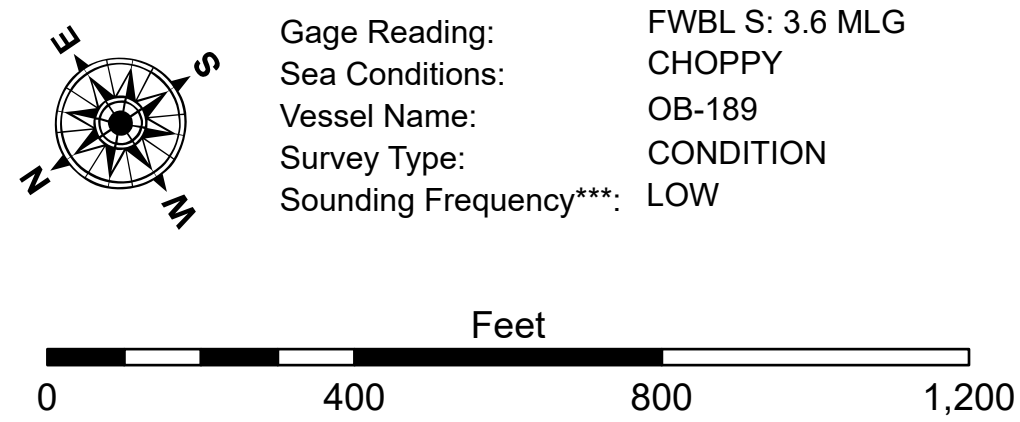 E
S
N
W
Gage Reading: FWBL S: 3.6 MLG
Sea Conditions: CHOPPY
Vessel Name: OB-189
Survey Type: CONDITION
Sounding Frequency***: LOW
Feet
0 400 800 1,200